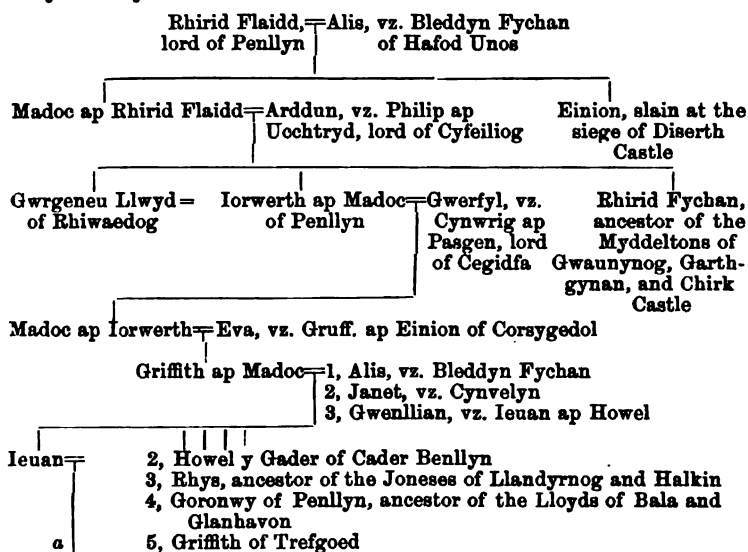 Rhirid Flaidd,=Alis, vz. Bleddyn Fychan
lord of Penllyn of Hafod Unos
Madoc ap Rhirid Flaidd=Arddun, vz. Philip ap Einion, slain at the
Uochtryd, lord of Cyfeiliog siege of Diserth
Castle
Gwrgeneu Llwyd= Iorwerth ap Madoc=Gwerfyl, vz. Rhirid Fychan,
of Rhiwaedog of Penllyn Cynwrig ap ancestor of the
Pasgen, lord Myddeltons of
of Cegidfa Gwaunynog, Garth-
gynan, and Chirk
Castle
Madoc ap Iorwerth=Eva, vz. Gruff. ap Einion of Corsygedol
Griffith ap Madoc=1, Alis, vz. Bleddyn Fychan
2, Janet, vz. Cynvelyn
3, Gwenllian, vz. Ieuan ap Howel
Ieuan= 2, Howel y Gader of Cader Benllyn
3, Rhys, ancestor of the Joneses of Llandyrnog and Halkin
4, Goronwy of Penllyn, ancestor of the Lloyds of Bala and
Glanhavon
a 5, Griffith of Trefgoed